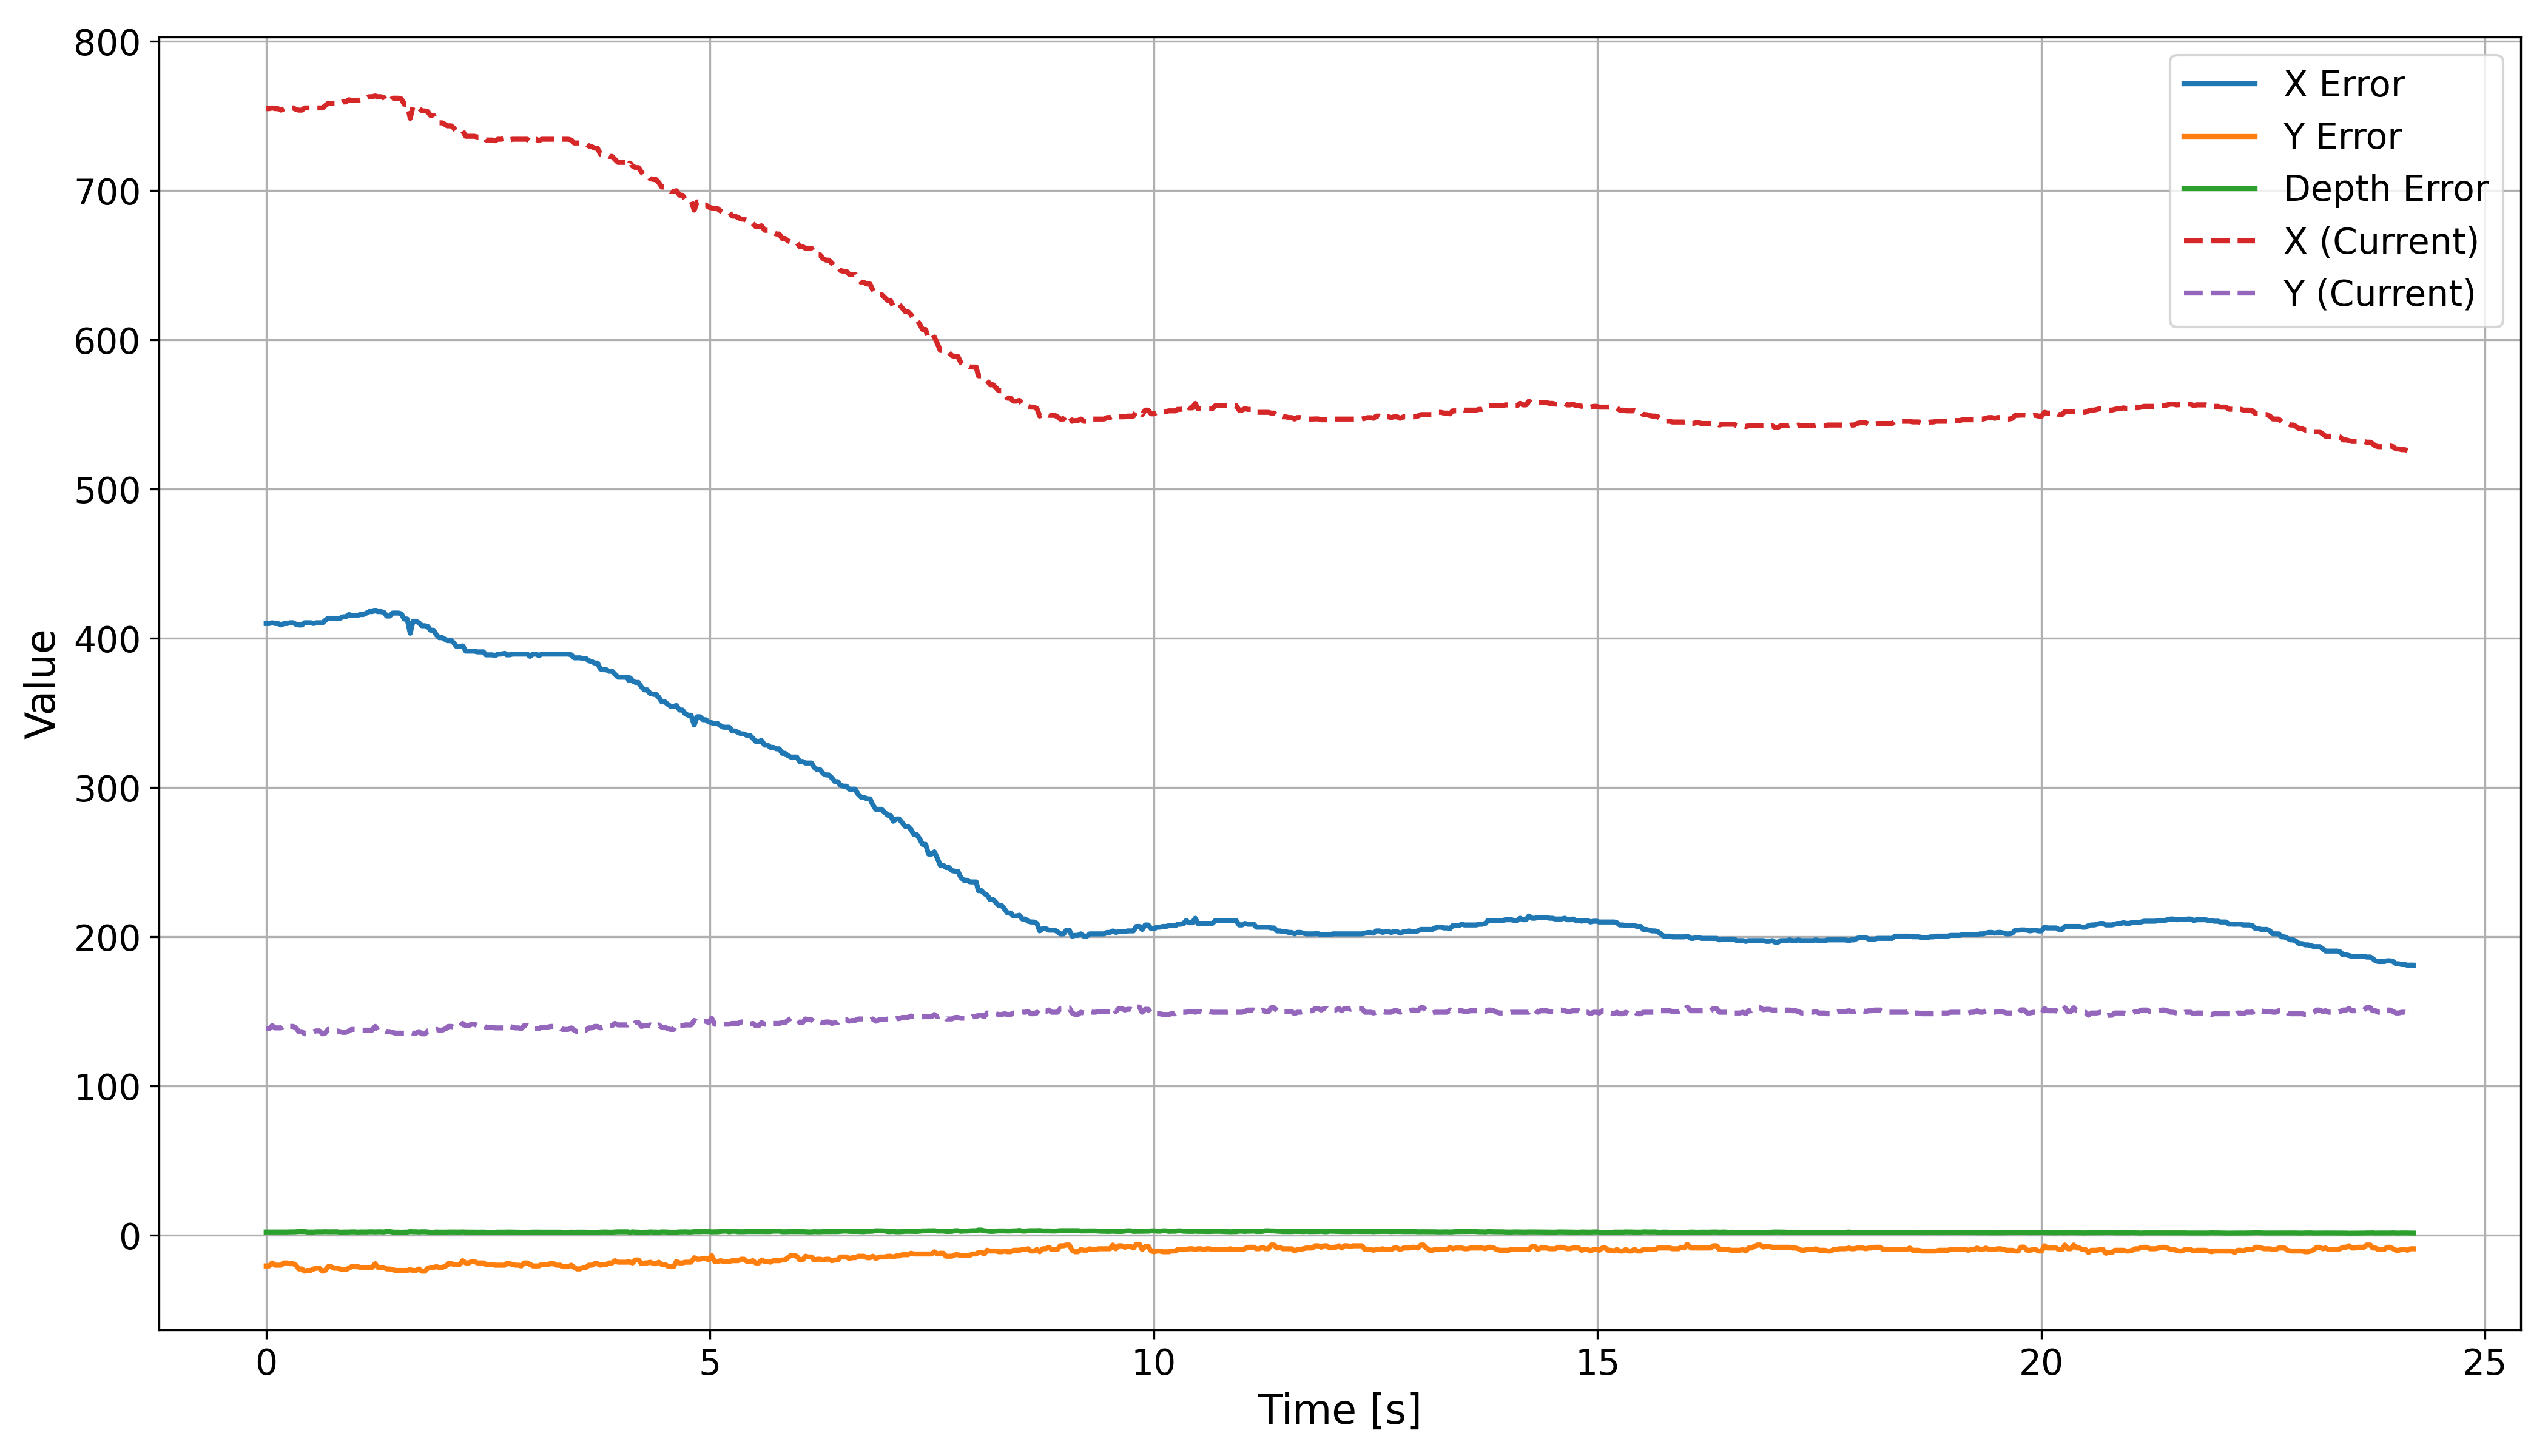 800
700
600
500
400
300
200
100
0
Value
0 5 10 15 20 25
Time [s]
X Error
Y Error
Depth Error
X (Current)
Y (Current)